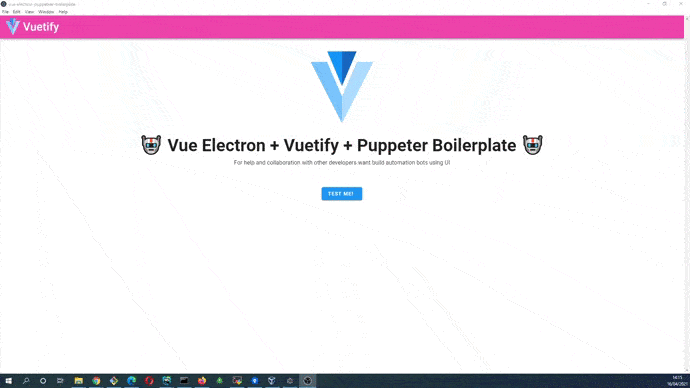 vue-electron-puppeteer-boilerplate
File Edit View Window Help
Vuetify
Vue Electron + Vuetify + Puppeter Boilerplate
For help and collaboration with other developers want build automation bots using UI
TEST ME!
14:15
16/04/2021